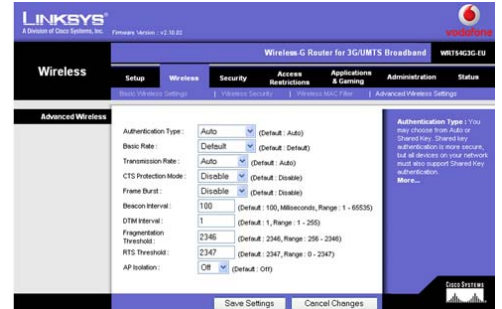 LINKSYS®
A Division of Cisco Systems, Inc.
Firmware Version : v2.10.02
vodafone
Wireless-G Router for 3G/UMTS Broadband WRT54G3G-EU
Wireless
Setup Wireless Security Access Restrictions Applications & Gaming Administration Status
Basic Wireless Settings | Wireless Security | Wireless MAC Filter | Advanced Wireless Settings
Advanced Wireless
Authentication Type : Auto (Default : Auto)
Basic Rate : Default (Default : Default)
Transmission Rate : Auto (Default : Auto)
CTS Protection Mode : Disable (Default : Disable)
Frame Burst : Disable (Default : Disable)
Beacon Interval : 100 (Default : 100, Milliseconds, Range : 1 - 65535)
DTIM Interval : 1 (Default : 1, Range : 1 - 255)
Fragmentation Threshold : 2346 (Default : 2346, Range : 256 - 2346)
RTS Threshold : 2347 (Default : 2347, Range : 0 - 2347)
AP Isolation : Off (Default : Off)
Authentication Type : You
may choose from Auto or
Shared Key. Shared key
authentication is more secure,
but all devices on your network
must also support Shared Key
authentication.
More...
Save Settings Cancel Changes
CISCO SYSTEMS